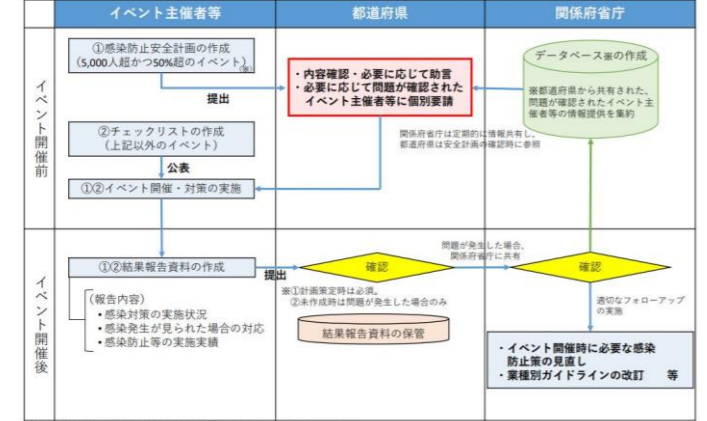 イベント主催者等
都道府県
関係府省庁
イベント開催前
①感染防止安全計画の作成
(5,000人超かつ50%超のイベント)(※)
提出
②チェックリストの作成
(上記以外のイベント)
公表
①②イベント開催・対策の実施
・内容確認・必要に応じて助言
・必要に応じて問題が確認された
イベント主催者等に個別要請
データベース※の作成
※都道府県から共有された、
問題が確認されたイベント主
催者等の情報提供を集約
関係府省庁は定期的に情報共有し、
都道府県は安全計画の確認時に参照
イベント開催後
①②結果報告資料の作成
提出
(報告内容)
▪感染対策の実施状況
▪感染発生が見られた場合の対応
▪感染防止等の実施実績
確認
※①計画策定時は必須。
②未作成時は問題が発生した場合のみ
結果報告資料の保管
問題が発生した場合、
関係府省庁に共有
確認
適切なフォローアップ
の実施
・イベント開催時に必要な感染
防止策の見直し
・業種別ガイドラインの改訂 等